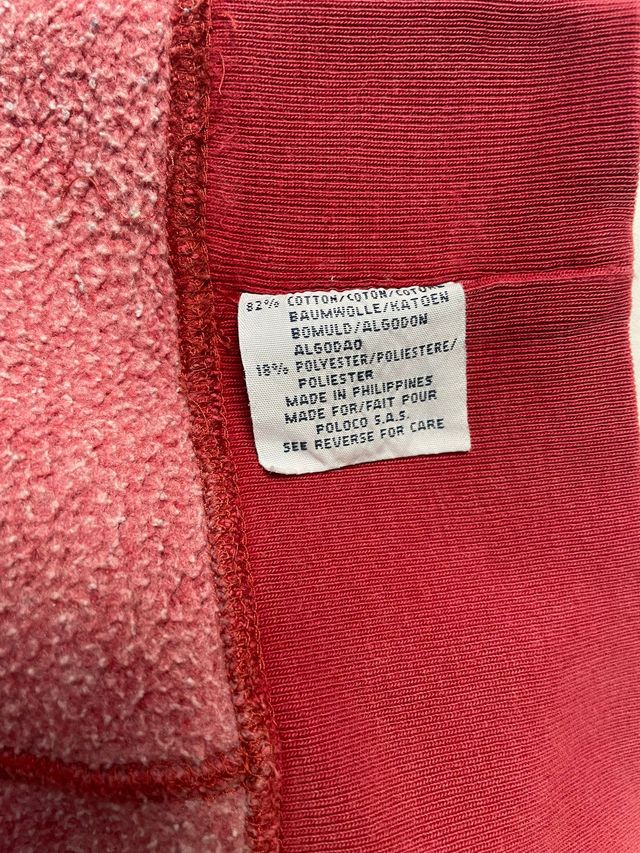 82% COTTON/COTON/COTONE
BAUMWOLLE/KATOEN
BOMULD/ALGODON
ALGODAO
18% POLYESTER/POLIESTERE/
POLIESTER
MADE IN PHILIPPINES
MADE FOR/FAIT POUR
POLOCO S.A.S.
SEE REVERSE FOR CARE